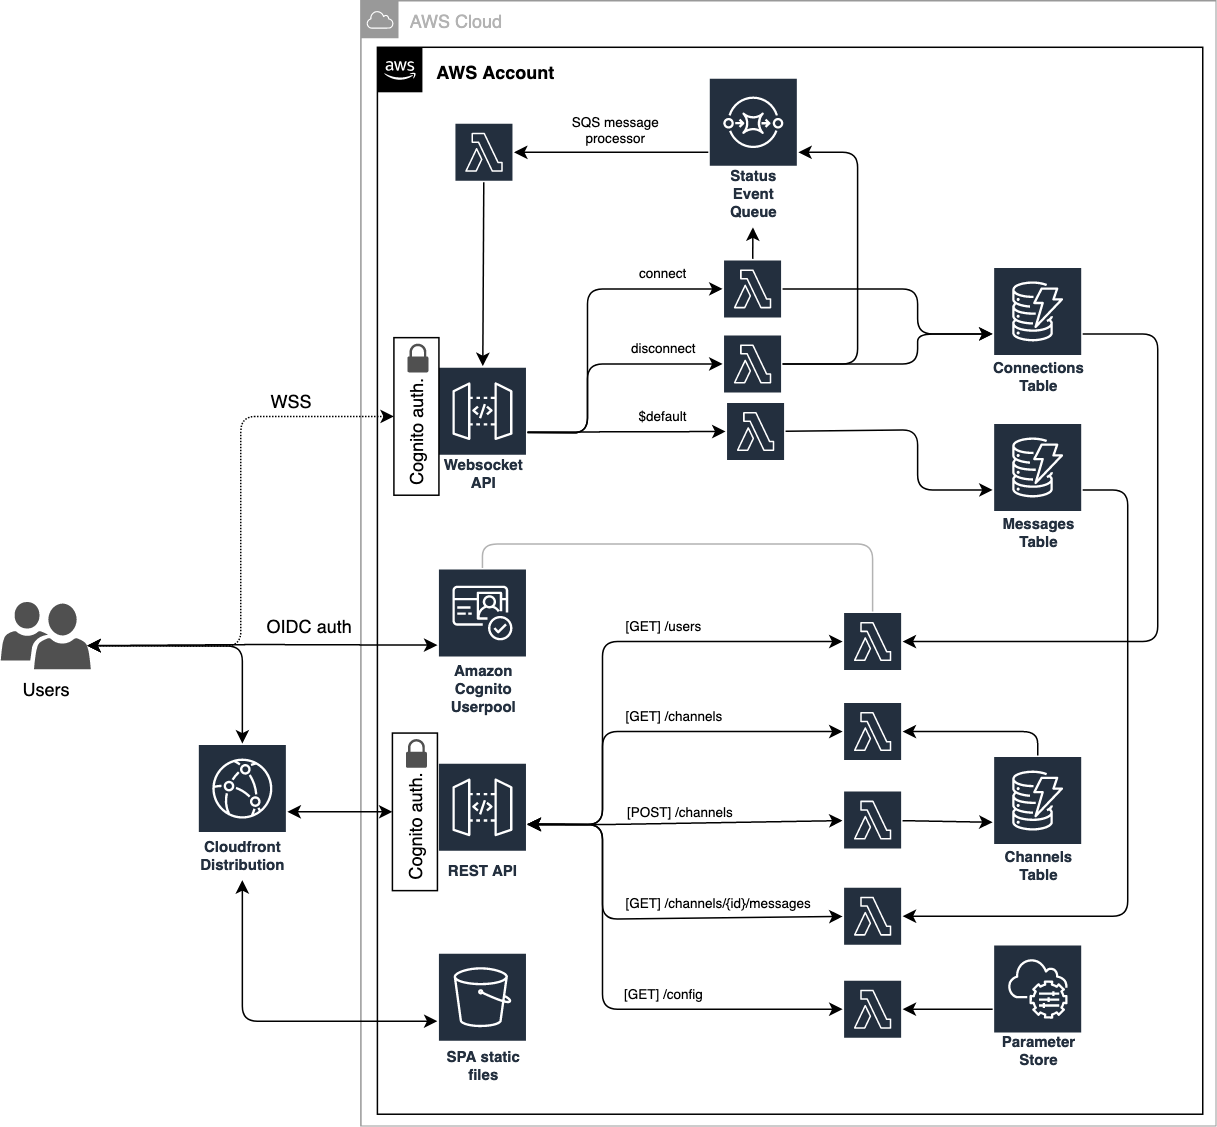 AWS Cloud
aws
AWS Account
SQS message
processor
Status
Event
Queue
connect
disconnect
$default
Connections
Table
Cognito auth.
WSS
Websocket
API
Messages
Table
OIDC auth
Users
Amazon
Cognito
Userpool
[GET] /users
[GET] /channels
Cognito auth.
[POST] /channels
REST API
Cloudfront
Distribution
Channels
Table
[GET] /channels/{id}/messages
[GET] /config
SPA static
files
Parameter
Store